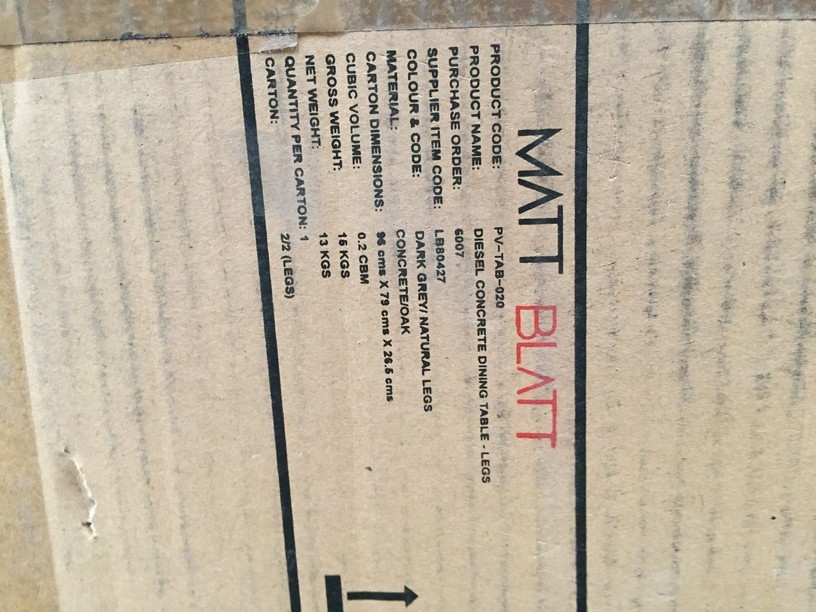 MATT BLATT
PRODUCT CODE: PV-TAB-020
PRODUCT NAME: DIESEL CONCRETE DINING TABLE - LEGS
PURCHASE ORDER: 6007
SUPPLIER ITEM CODE: LB80427
COLOUR & CODE: DARK GREY/ NATURAL LEGS
MATERIAL: CONCRETE/OAK
CARTON DIMENSIONS: 96 cms X 79 cms X 26.5 cms
CUBIC VOLUME: 0.2 CBM
GROSS WEIGHT: 15 KGS
NET WEIGHT: 13 KGS
QUANTITY PER CARTON: 1
CARTON: 2/2 (LEGS)